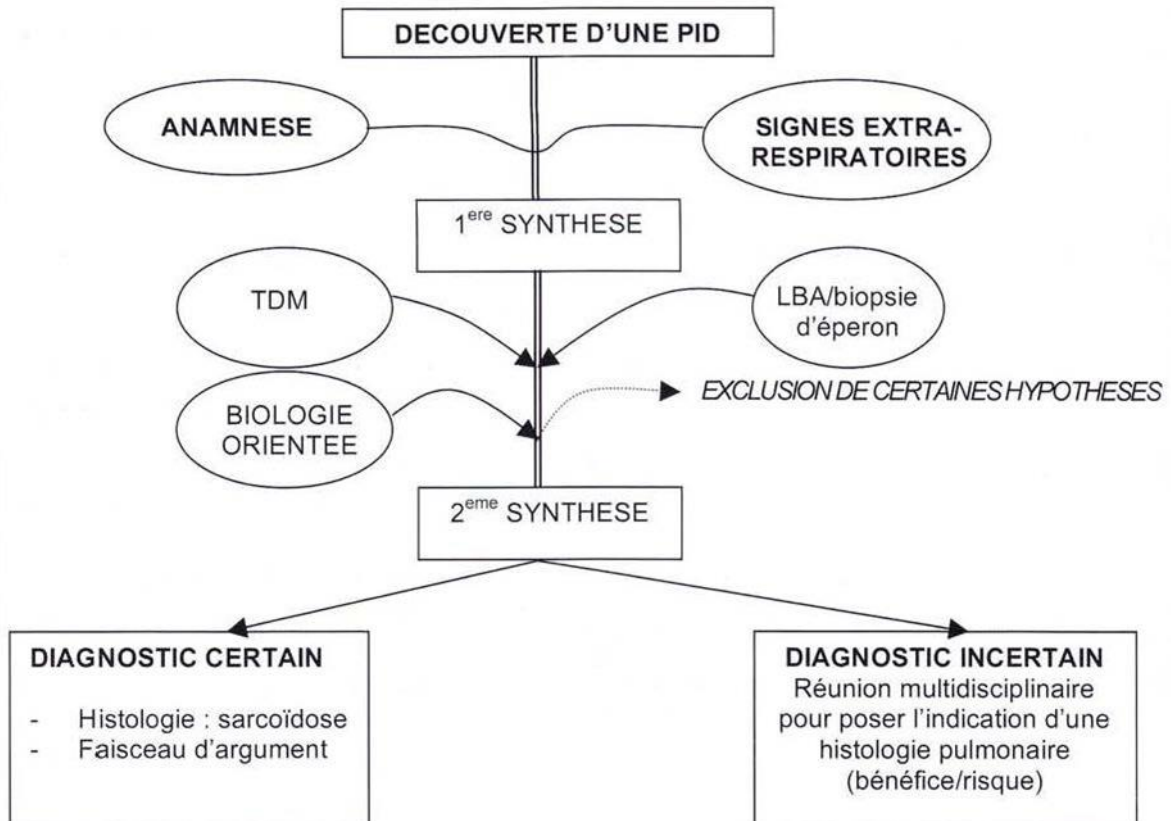 DECOUVERTE D'UNE PID
ANAMNESE
SIGNES EXTRA-
RESPIRATOIRES
1ere SYNTHESE
TDM
LBA/biopsie
d'éperon
EXCLUSION DE CERTAINES HYPOTHESES
BIOLOGIE
ORIENTEE
2eme SYNTHESE
DIAGNOSTIC CERTAIN
- Histologie : sarcoïdose
- Faisceau d'argument
DIAGNOSTIC INCERTAIN
Réunion multidisciplinaire
pour poser l'indication d'une
histologie pulmonaire
(bénéfice/risque)